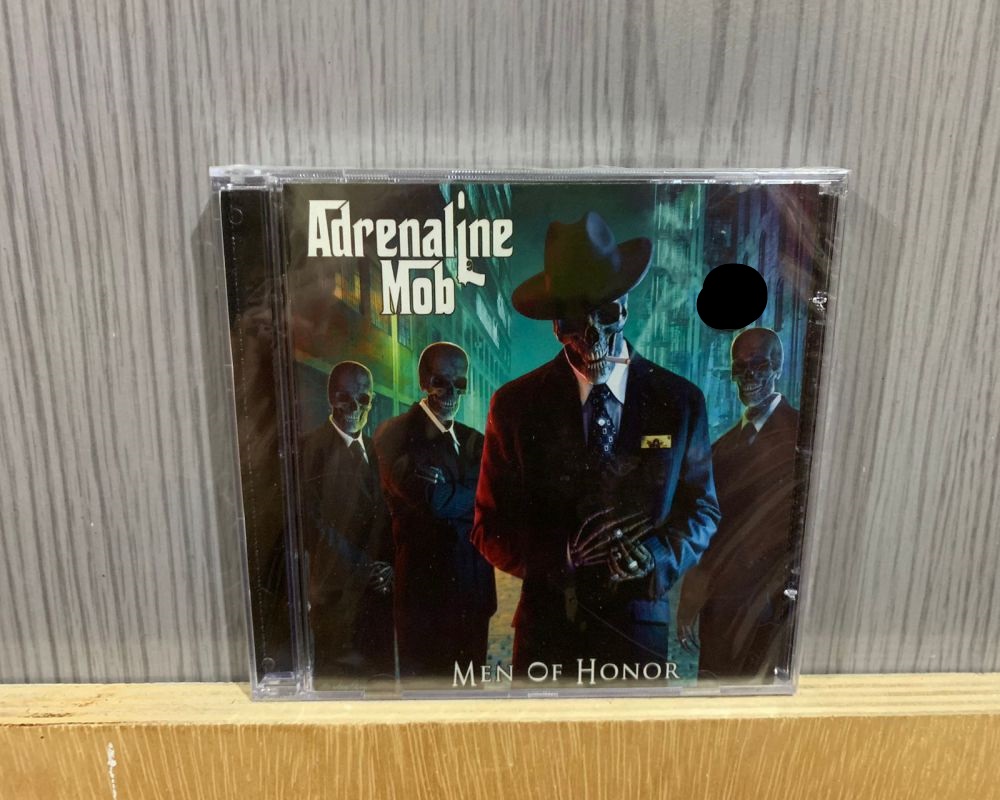 Adrenaline
Mob
Men Of Honor